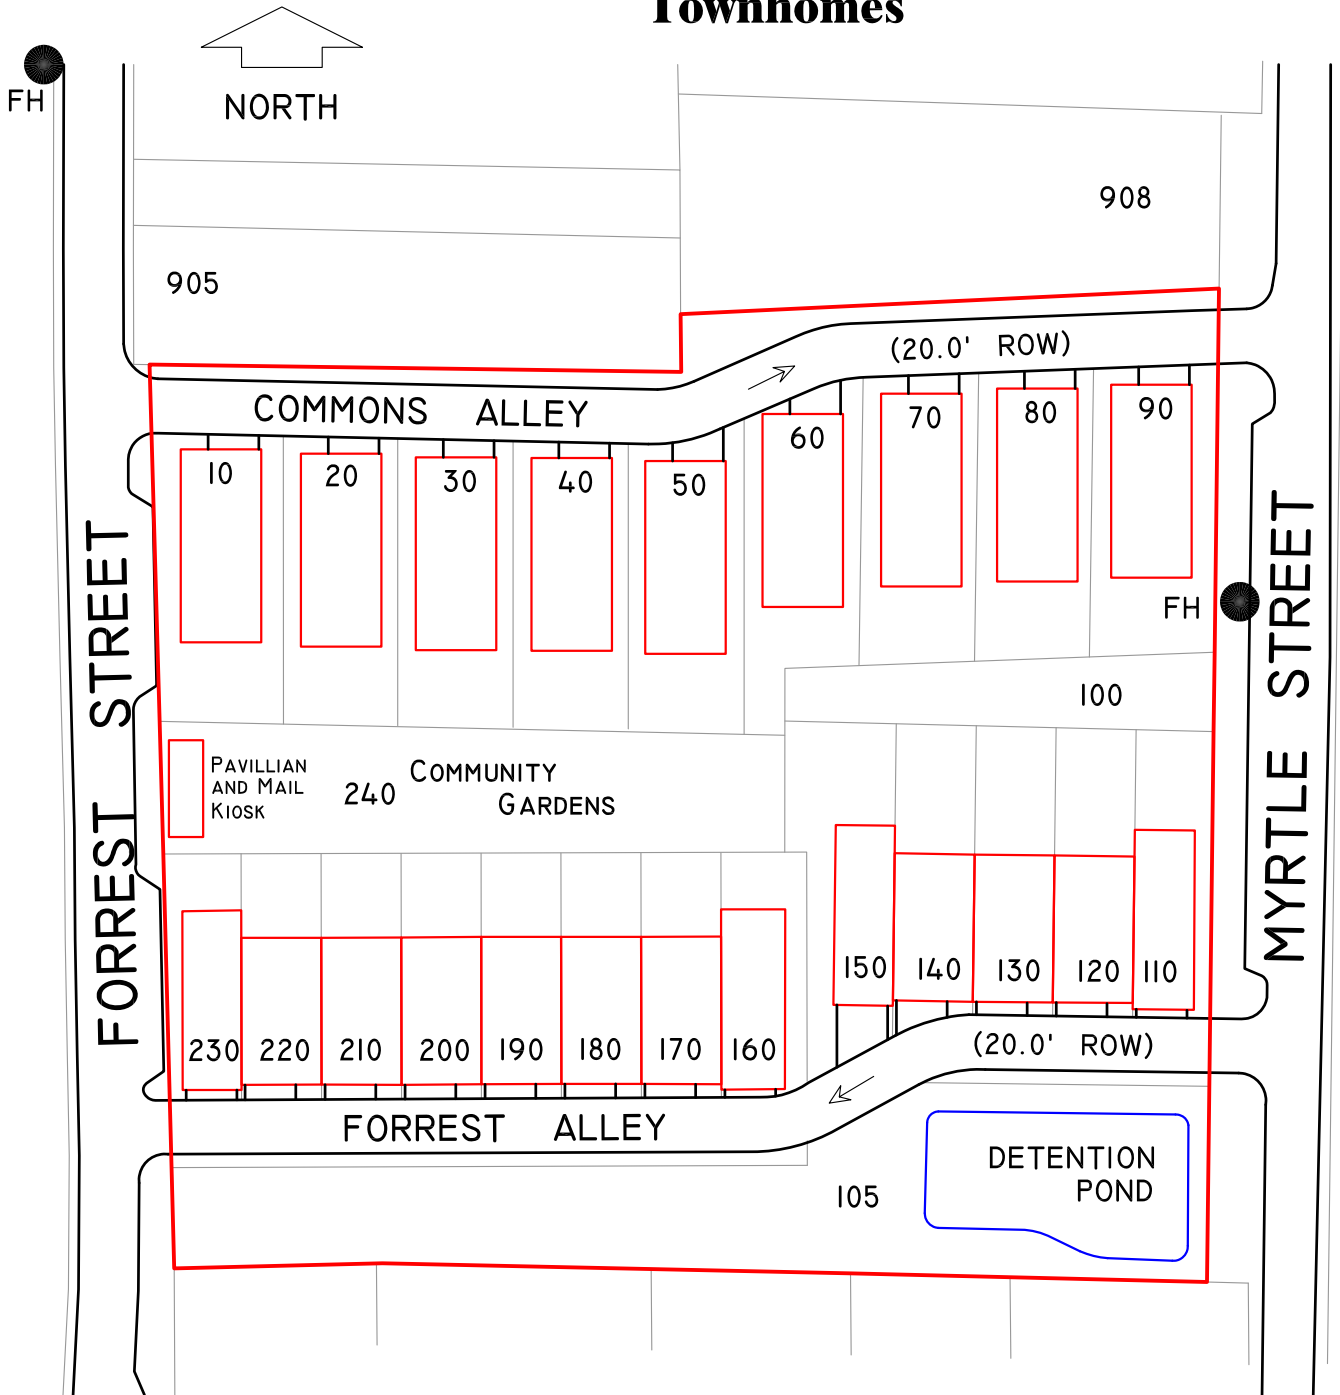 Townhomes
FH
NORTH
908
905
(20.0' ROW)
COMMONS ALLEY
10
20
30
40
50
60
70
80
90
FORREST STREET
MYRTLE STREET
FH
100
PAVILLIAN
AND MAIL
KIOSK
240
COMMUNITY
GARDENS
150
140
130
120
110
230
220
210
200
190
180
170
160
(20.0' ROW)
FORREST ALLEY
DETENTION
POND
105